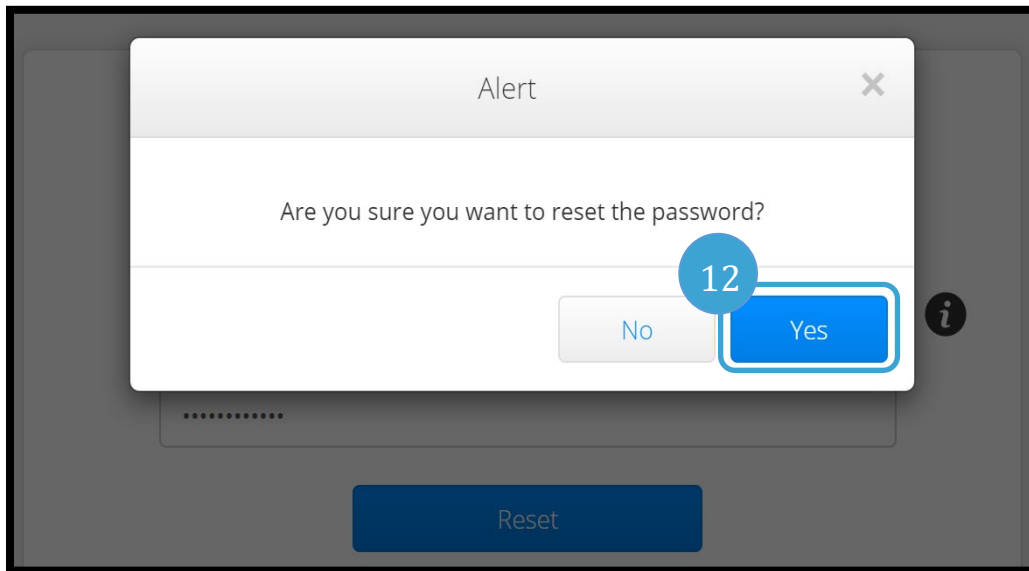 Alert ×
Are you sure you want to reset the password?
12
No Yes
i
••••••••••••
Reset